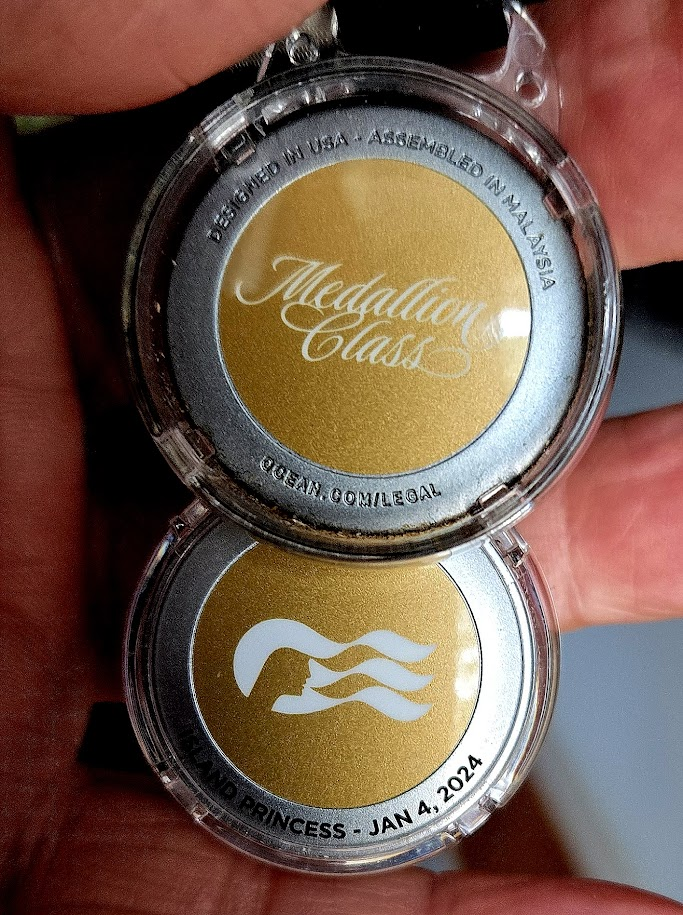 DESIGNED IN USA - ASSEMBLED IN MALAYSIA
Medallion
Class
OCEAN.COM/LEGAL
ISLAND PRINCESS - JAN 4, 2024